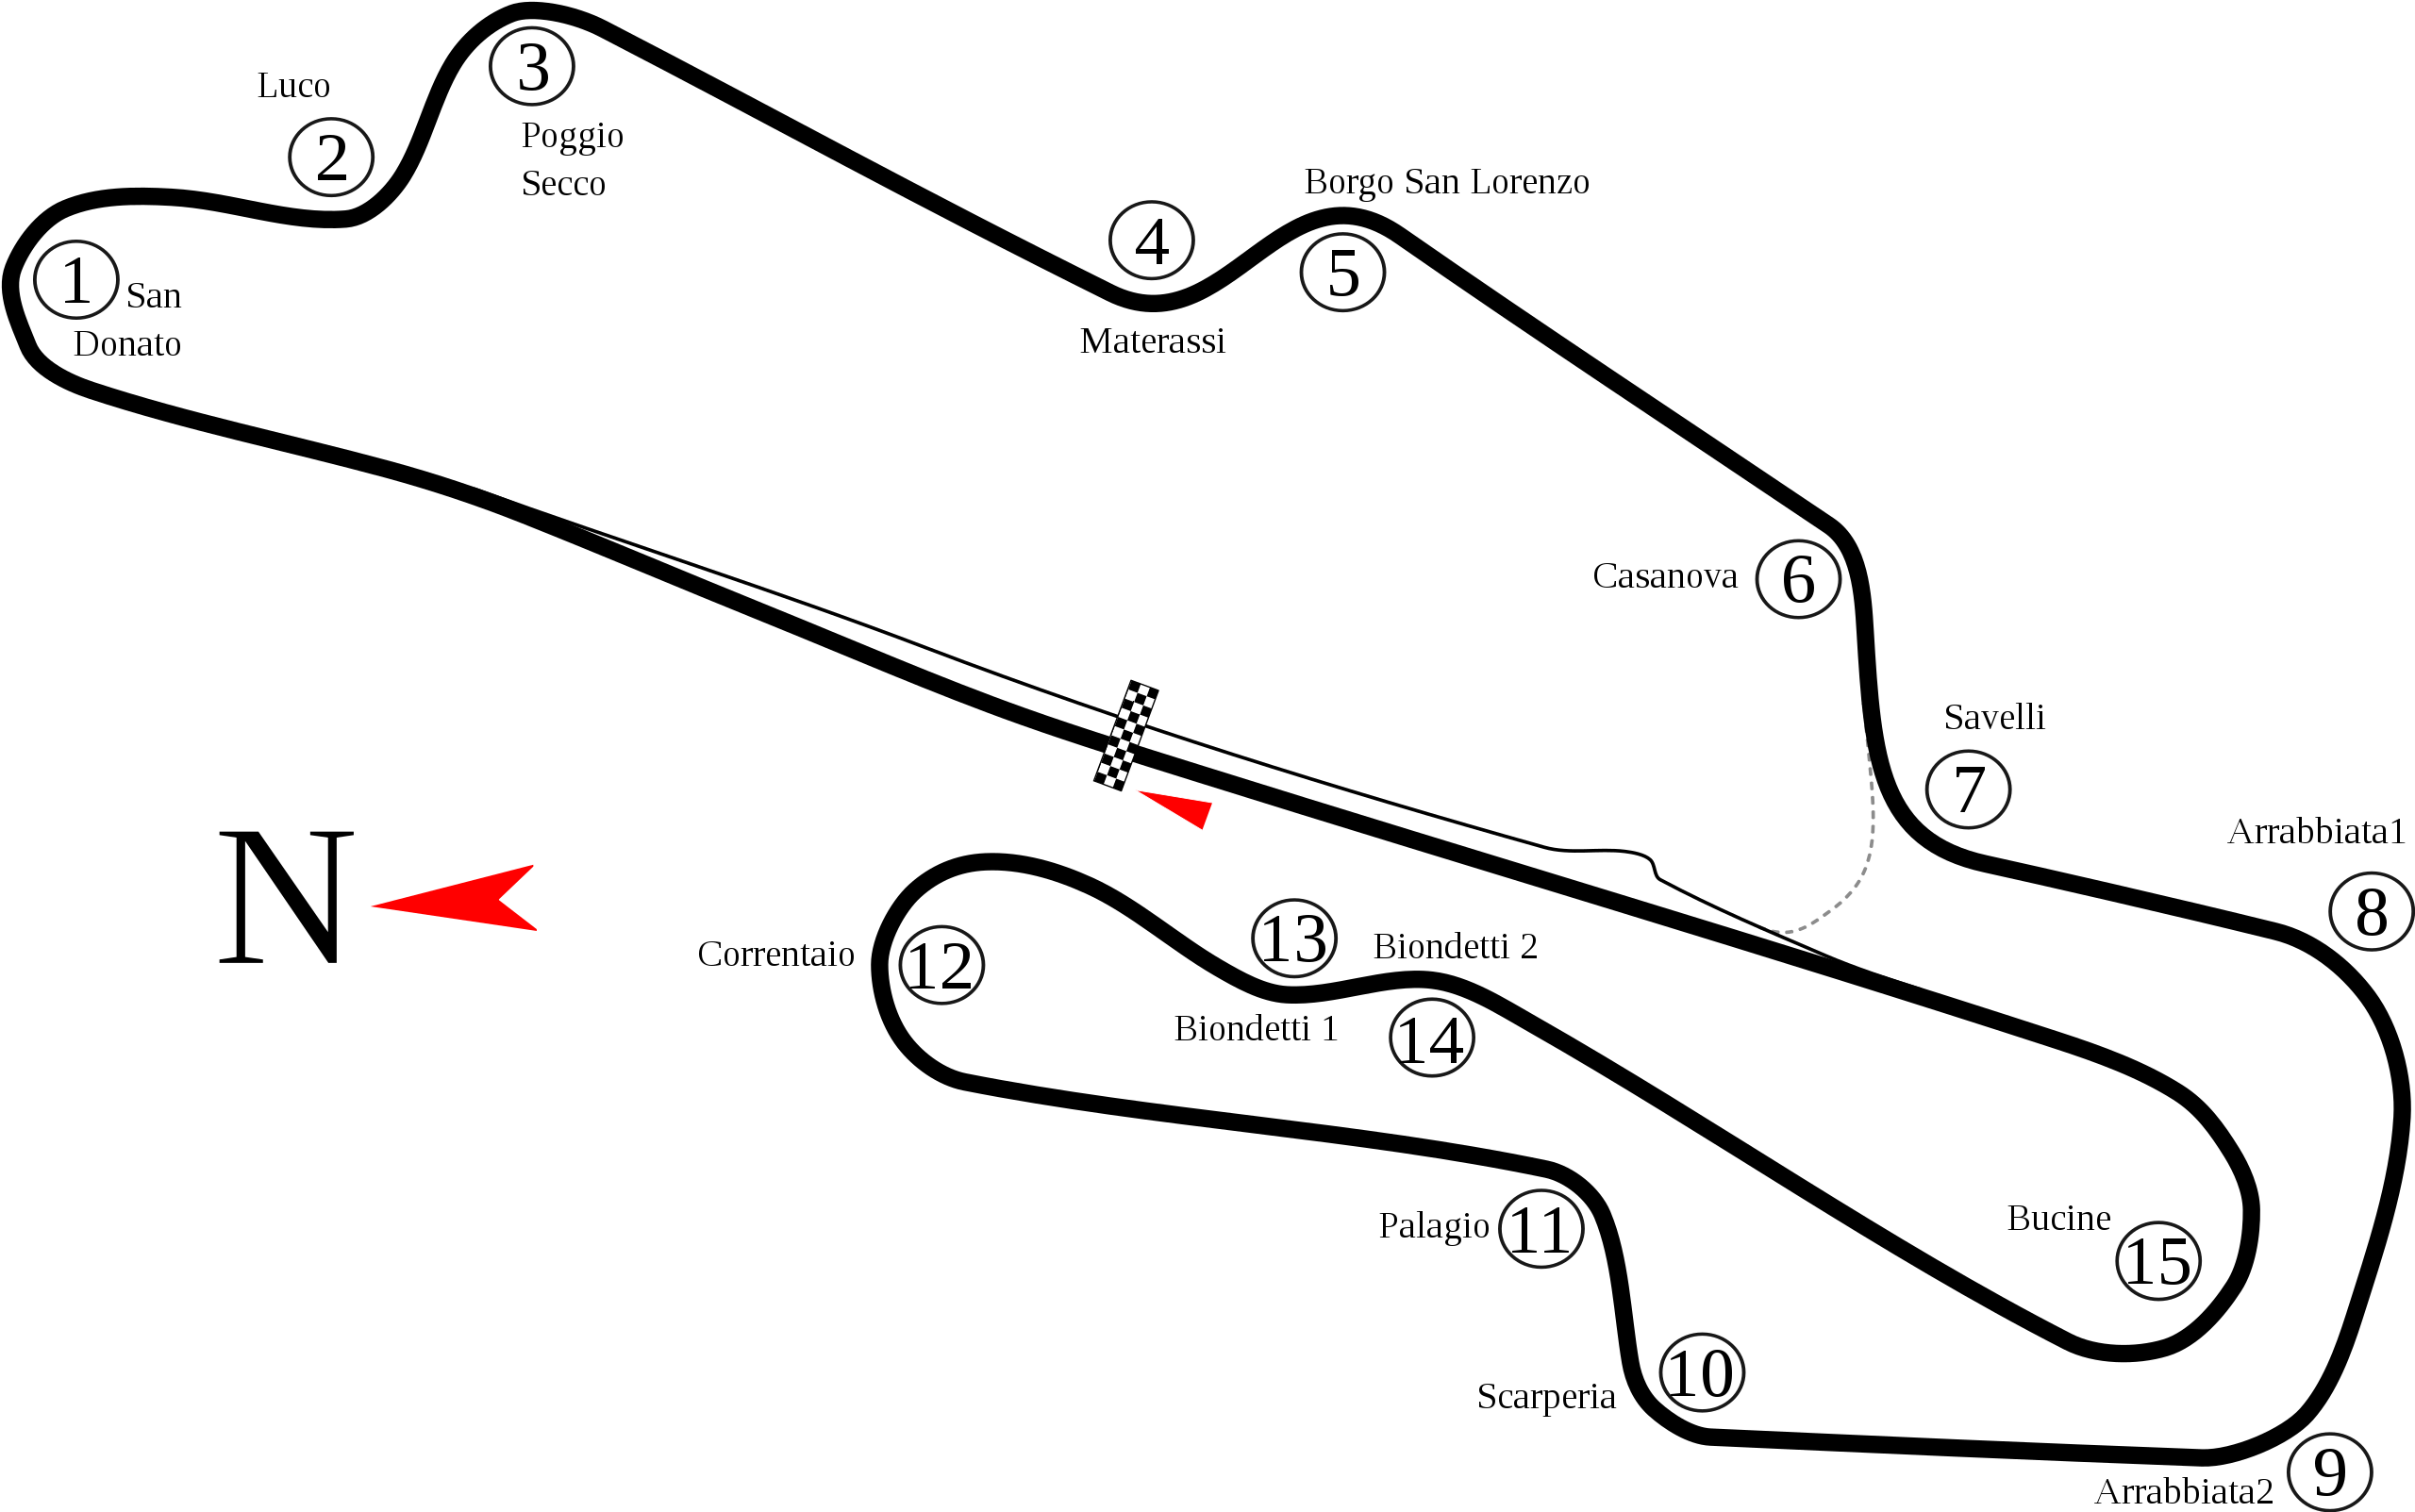 3
Luco
2
Poggio
Secco
Borgo San Lorenzo
4
5
1
San
Donato
Materassi
Casanova
6
Savelli
7
Arrabbiata1
8
N
Correntaio
12
13
Biondetti 2
Biondetti 1
14
Bucine
15
Palagio
11
10
Scarperia
9
Arrabbiata2